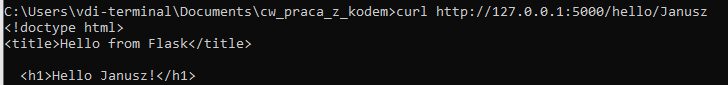 C:\Users\vdi-terminal\Documents\cw_praca_z_kodem>curl http://127.0.0.1:5000/hello/Janusz
<!doctype html>
<title>Hello from Flask</title>
<h1>Hello Janusz!</h1>